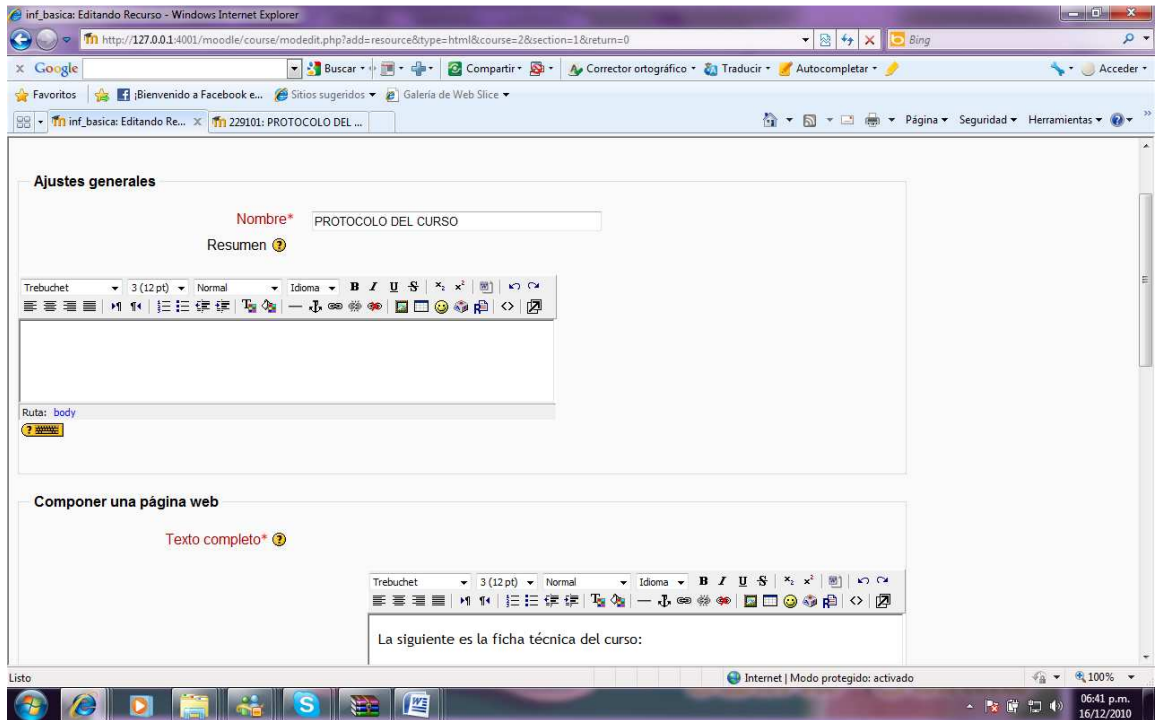 inf_basica: Editando Recurso - Windows Internet Explorer
http://127.0.0.1:4001/moodle/course/modedit.php?add=resource&type=html&course=2&section=1&return=0
Bing
x Google Buscar Compartir Corrector ortográfico Traducir Autocompletar Acceder
Favoritos ¡Bienvenido a Facebook e... Sitios sugeridos Galería de Web Slice
inf_basica: Editando Re... X 229101: PROTOCOLO DEL ... Página Seguridad Herramientas
Ajustes generales
Nombre* PROTOCOLO DEL CURSO
Resumen
Trebuchet 3 (12 pt) Normal Idioma B I U S x₂ x²
Ruta: body
Componer una página web
Texto completo*
Trebuchet 3 (12 pt) Normal Idioma B I U S x₂ x²
La siguiente es la ficha técnica del curso:
Listo Internet | Modo protegido: activado 100%
06:41 p.m.
16/12/2010